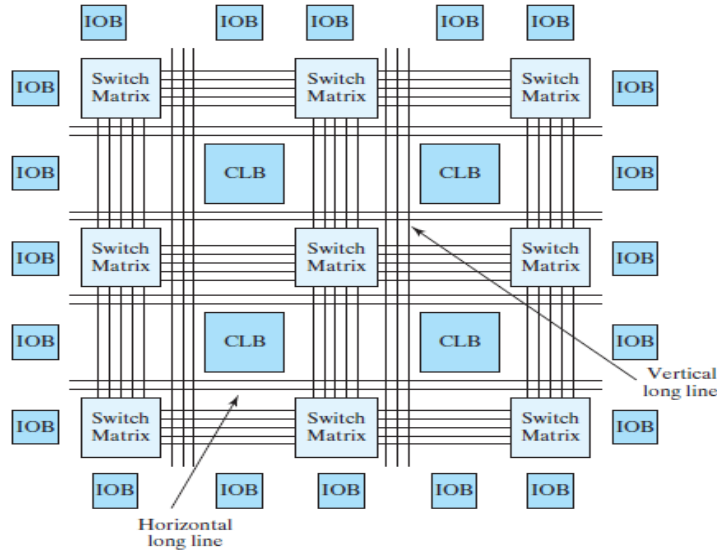 IOB IOB IOB IOB IOB
IOB Switch Matrix Switch Matrix Switch Matrix IOB
IOB CLB CLB IOB
IOB Switch Matrix Switch Matrix Switch Matrix IOB
IOB CLB CLB IOB
Vertical
long line
IOB Switch Matrix Switch Matrix Switch Matrix IOB
IOB IOB IOB IOB IOB
Horizontal
long line